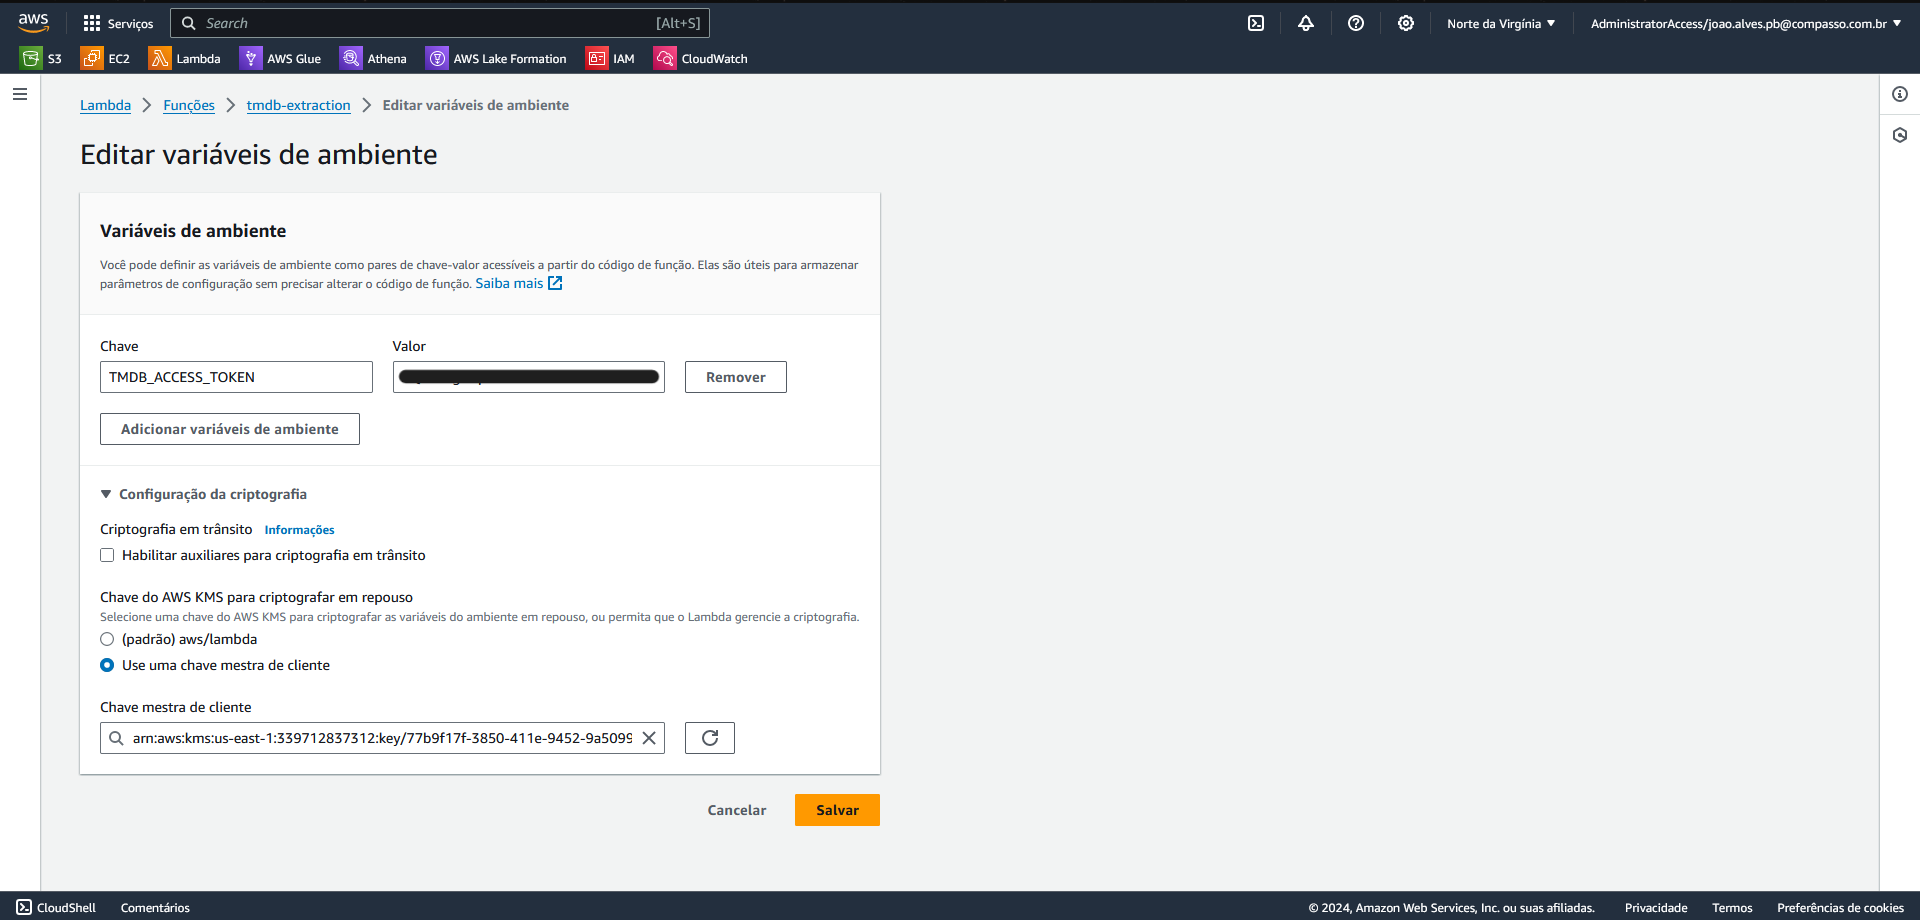 aws
Serviços
Search
[Alt+S]
Norte da Virgínia
AdministratorAccess/joao.alves.pb@compasso.com.br
S3
EC2
Lambda
AWS Glue
Athena
AWS Lake Formation
IAM
CloudWatch
Lambda
Funções
tmdb-extraction
Editar variáveis de ambiente
Editar variáveis de ambiente
Variáveis de ambiente
Você pode definir as variáveis de ambiente como pares de chave-valor acessíveis a partir do código de função. Elas são úteis para armazenar
parâmetros de configuração sem precisar alterar o código de função. Saiba mais
Chave
Valor
TMDB_ACCESS_TOKEN
Remover
Adicionar variáveis de ambiente
Configuração da criptografia
Criptografia em trânsito Informações
Habilitar auxiliares para criptografia em trânsito
Chave do AWS KMS para criptografar em repouso
Selecione uma chave do AWS KMS para criptografar as variáveis do ambiente em repouso, ou permita que o Lambda gerencie a criptografia.
(padrão) aws/lambda
Use uma chave mestra de cliente
Chave mestra de cliente
arn:aws:kms:us-east-1:339712837312:key/77b9f17f-3850-411e-9452-9a5099
Cancelar
Salvar
CloudShell
Comentários
© 2024, Amazon Web Services, Inc. ou suas afiliadas.
Privacidade
Termos
Preferências de cookies